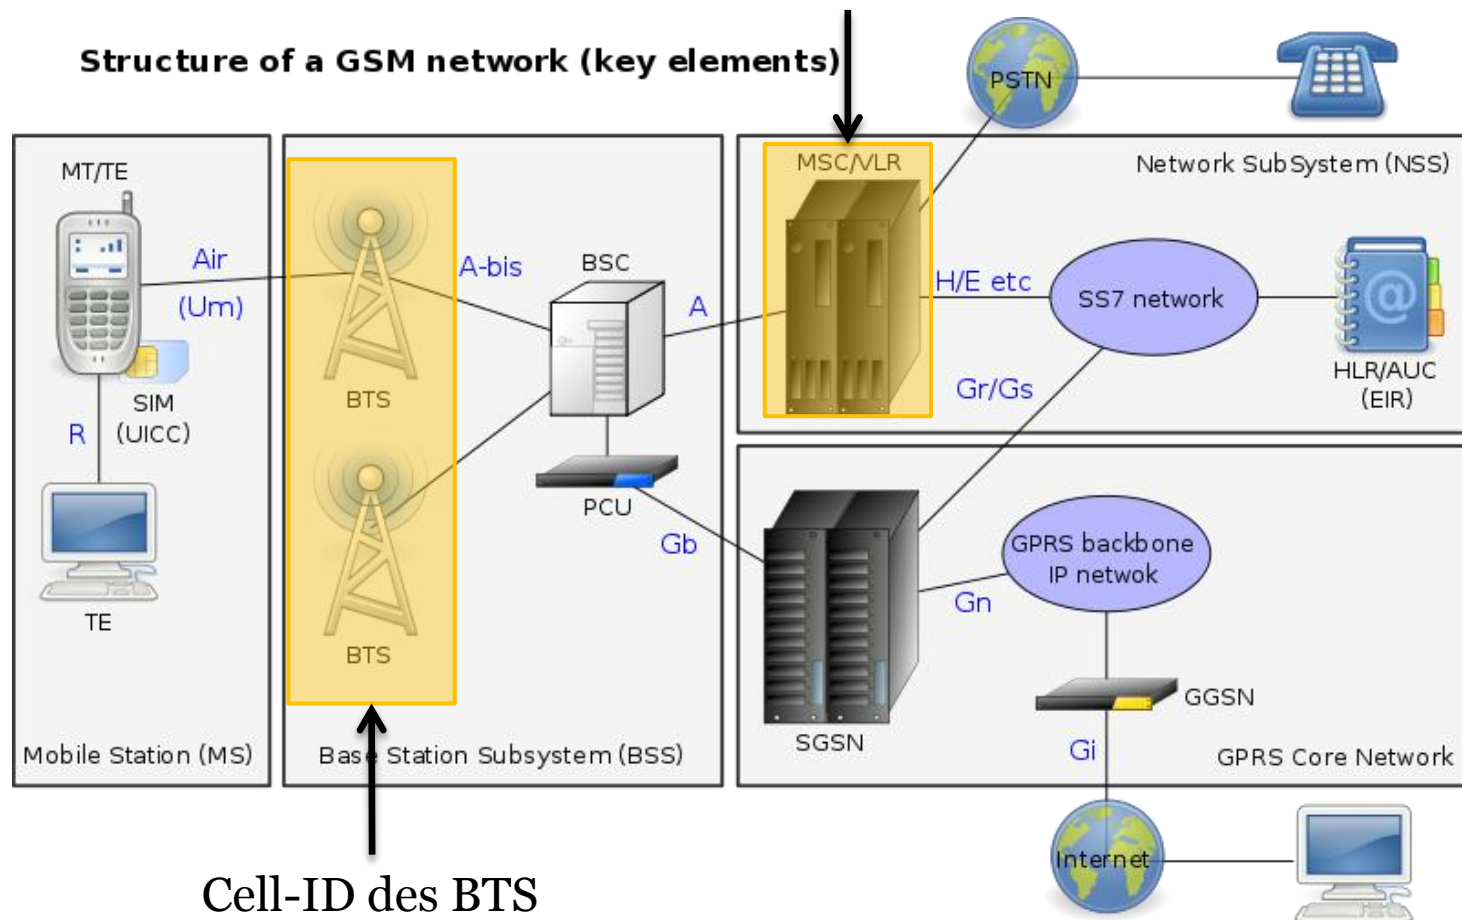 Structure of a GSM network (key elements)
PSTN
MT/TE
MSC/VLR
Network SubSystem (NSS)
Air
(Um)
A-bis
BSC
A
H/E etc
SS7 network
HLR/AUC
(EIR)
SIM
(UICC)
R
BTS
Gr/Gs
PCU
Gb
GPRS backbone
IP netwok
Gn
TE
BTS
SGSN
GGSN
Gi
Mobile Station (MS)
Base Station Subsystem (BSS)
GPRS Core Network
Internet
Cell-ID des BTS
@